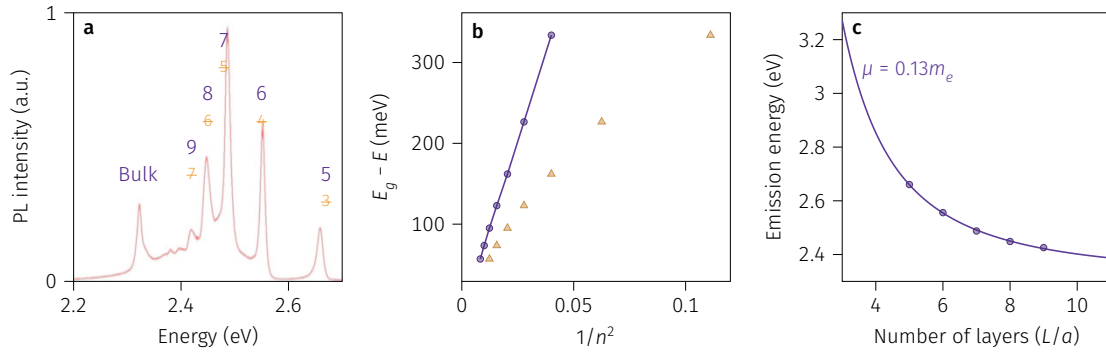 a
1
PL intensity (a.u.)
0
Bulk
9
7
8
6
7
5
6
4
5
3
2.2
2.4
2.6
Energy (eV)
b
E_g − E (meV)
300
200
100
0
0.05
0.1
1/n²
c
Emission energy (eV)
3.2
3
2.8
2.6
2.4
μ = 0.13m_e
4
6
8
10
Number of layers (L/a)